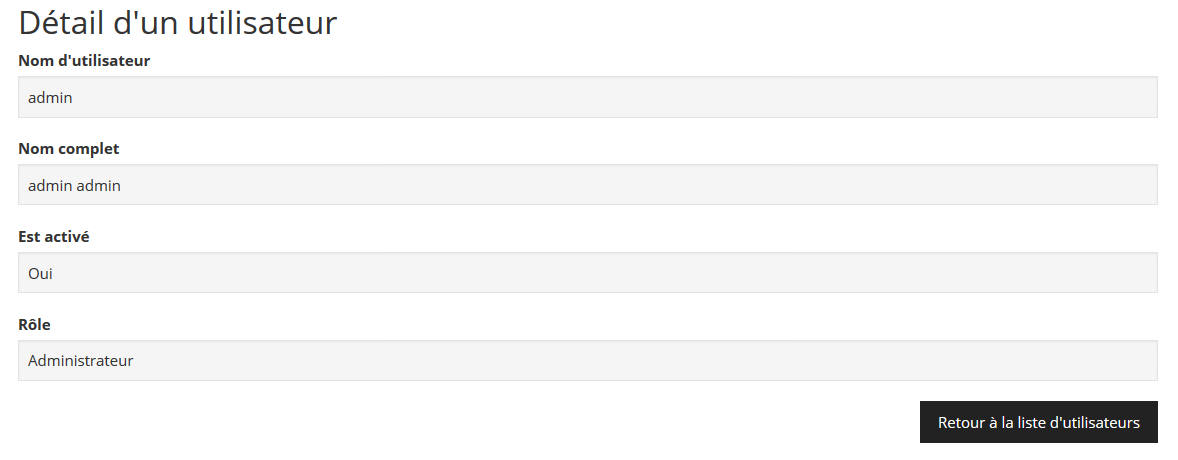 Détail d'un utilisateur
Nom d'utilisateur
admin
Nom complet
admin admin
Est activé
Oui
Rôle
Administrateur
Retour à la liste d'utilisateurs